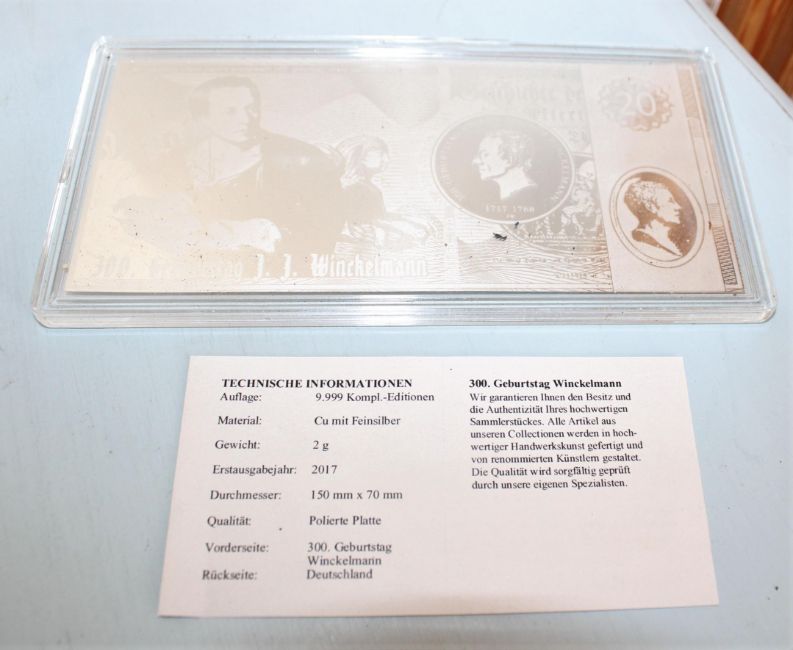 Geschichte de
20
WINCKELMANN
1717 1768
300. Geburtstag J. J. Winckelmann
TECHNISCHE INFORMATIONEN
Auflage: 9.999 Kompl.-Editionen
Material: Cu mit Feinsilber
Gewicht: 2 g
Erstausgabejahr: 2017
Durchmesser: 150 mm x 70 mm
Qualität: Polierte Platte
Vorderseite: 300. Geburtstag
Winckelmann
Rückseite: Deutschland
300. Geburtstag Winckelmann
Wir garantieren Ihnen den Besitz und
die Authentizität Ihres hochwertigen
Sammlerstückes. Alle Artikel aus
unseren Collectionen werden in hoch-
wertiger Handwerkskunst gefertigt und
von renommierten Künstlern gestaltet.
Die Qualität wird sorgfältig geprüft
durch unsere eigenen Spezialisten.